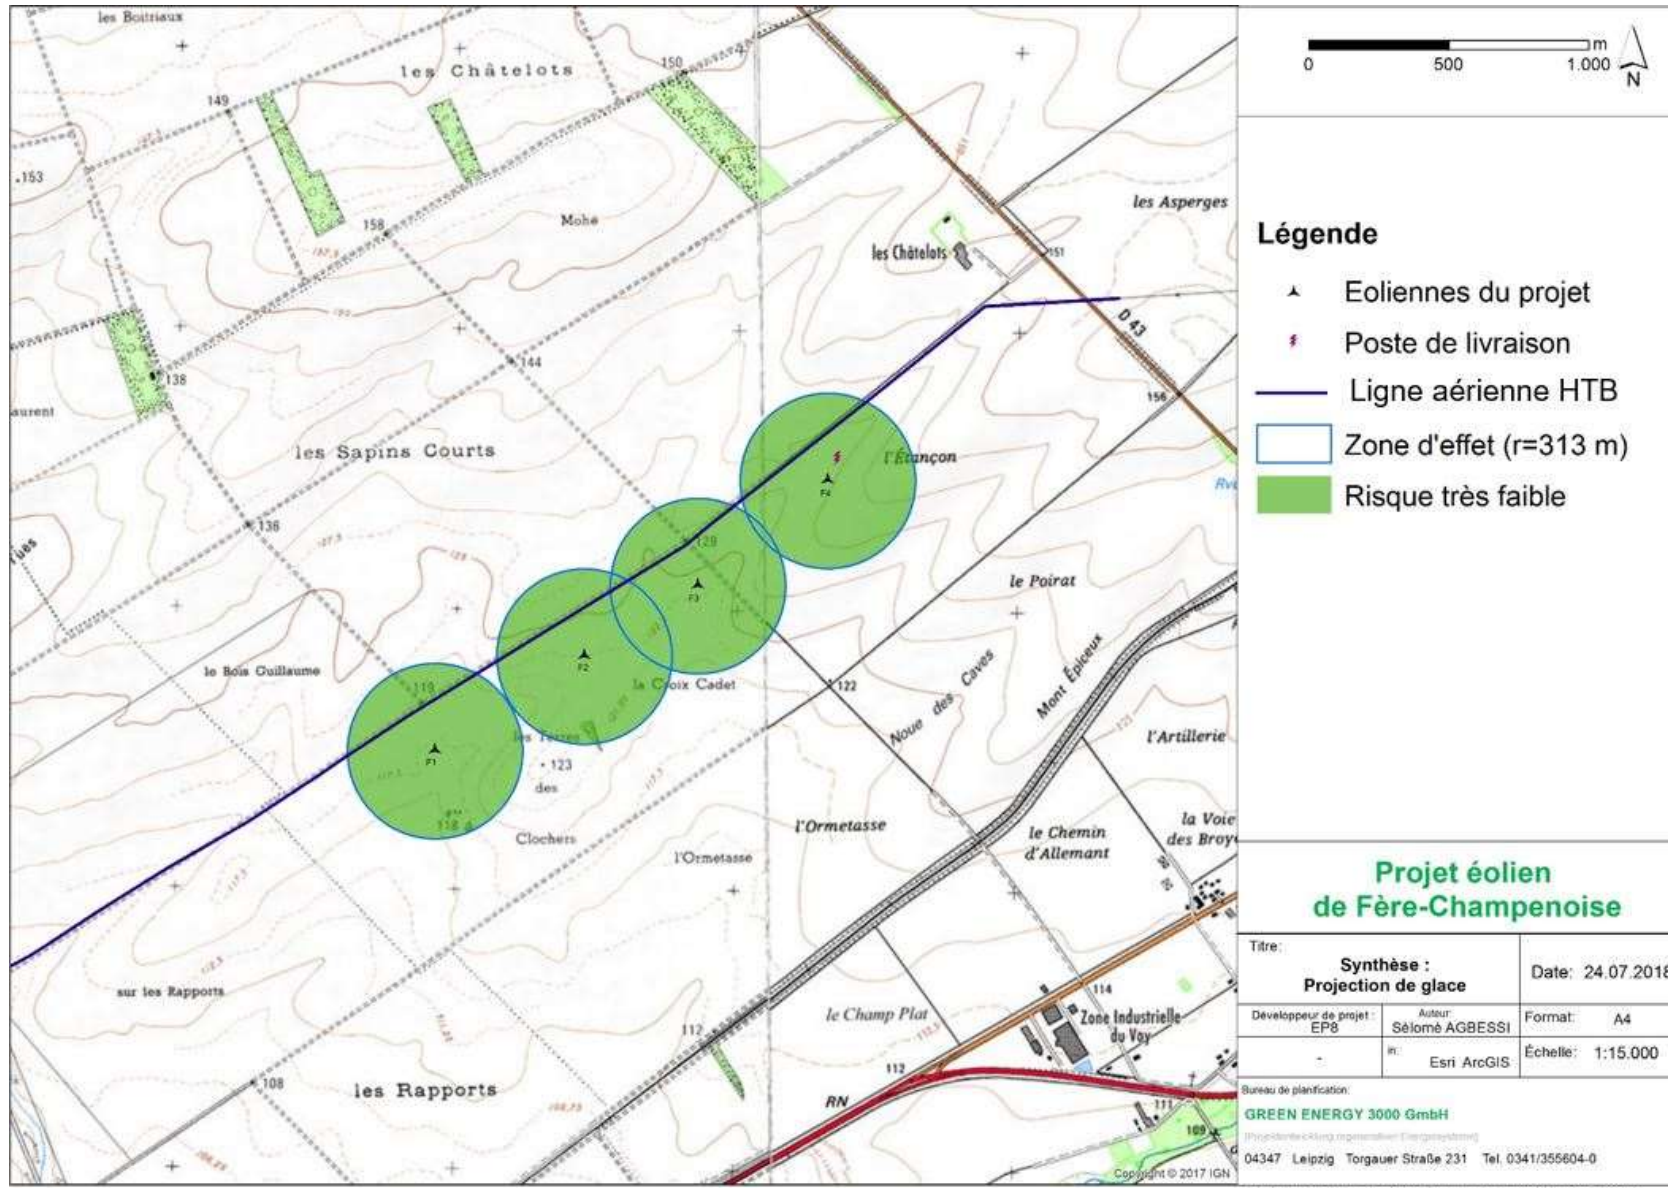 les Boitriaux
les Châtelots
150
149
.153
158
Mohé
les Châtelots
les Asperges
151
D 43
156
138
144
aurent
les Sapins Courts
136
l'Étançon
F4
129
F3
le Poirat
le Bois Guillaume
119
F2
la Croix Cadet
122
Noue des Caves
Mont Épiceux
l'Artillerie
les Terres
123
des
Clochers
F1
l'Ormetasse
l'Ormetasse
le Chemin
d'Allemant
la Voie
des Broye
sur les Rapports
le Champ Plat
112
114
Zone Industrielle
du Voy
112
111
109
108
les Rapports
RN
Copyright © 2017 IGN
m
0 500 1.000
N
Légende
Eoliennes du projet
Poste de livraison
Ligne aérienne HTB
Zone d'effet (r=313 m)
Risque très faible
Projet éolien
de Fère-Champenoise
Titre:
Synthèse :
Projection de glace
Date: 24.07.2018
Développeur de projet :
EP8
Auteur:
Sèlomè AGBESSI
Format: A4
-
in: Esri ArcGIS
Échelle: 1:15.000
Bureau de planification:
GREEN ENERGY 3000 GmbH
04347 Leipzig Torgauer Straße 231 Tel. 0341/355604-0